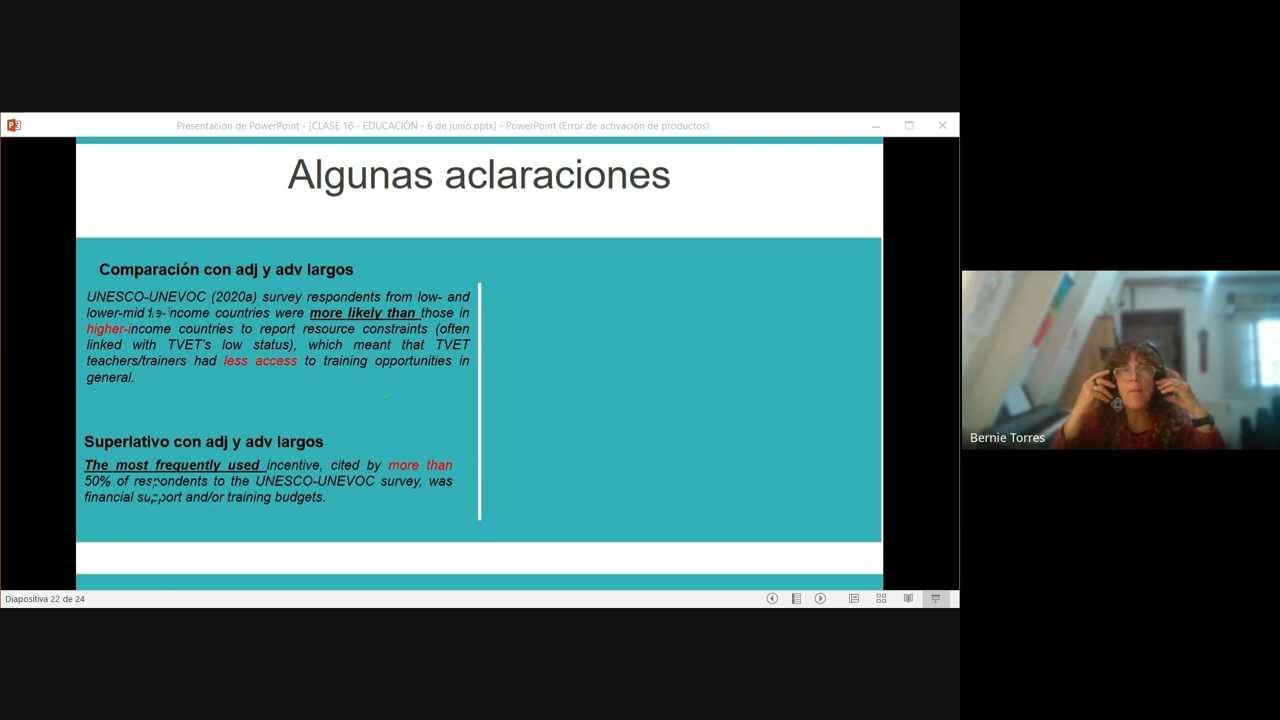 Presentación de PowerPoint - [CLASE 16 - EDUCACIÓN - 6 de junio.pptx] - PowerPoint (Error de activación de productos)
Algunas aclaraciones
Comparación con adj y adv largos
UNESCO-UNEVOC (2020a) survey respondents from low- and
lower-middle-income countries were more likely than those in
higher-income countries to report resource constraints (often
linked with TVET's low status), which meant that TVET
teachers/trainers had less access to training opportunities in
general.
Superlativo con adj y adv largos
The most frequently used incentive, cited by more than
50% of respondents to the UNESCO-UNEVOC survey, was
financial support and/or training budgets.
Bernie Torres
Diapositiva 22 de 24